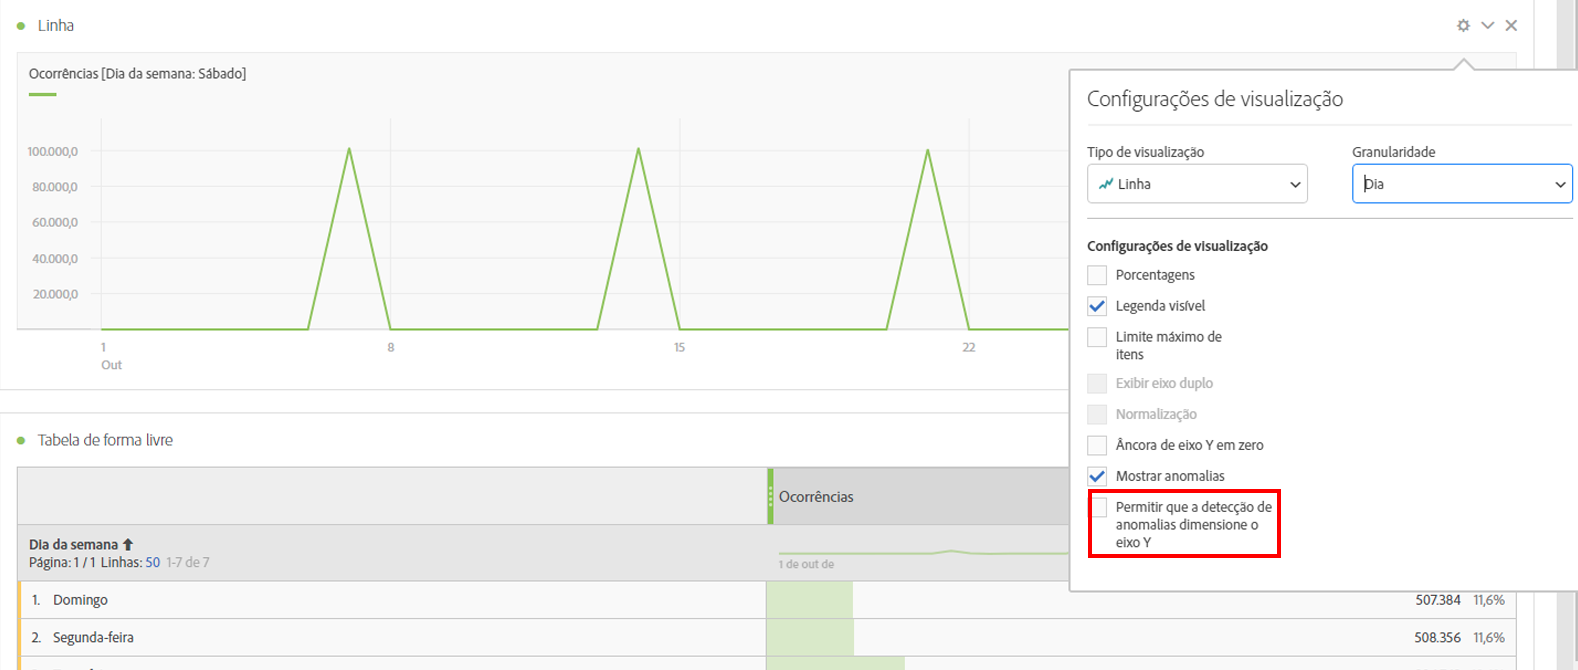 Linha
Ocorrências [Dia da semana: Sábado]
100.000,0
80.000,0
60.000,0
40.000,0
20.000,0
1
8
15
22
Out
Configurações de visualização
Tipo de visualização
Granularidade
Linha
Dia
Configurações de visualização
Porcentagens
Legenda visível
Limite máximo de
itens
Exibir eixo duplo
Normalização
Âncora de eixo Y em zero
Mostrar anomalias
Permitir que a detecção de
anomalias dimensione o
eixo Y
Tabela de forma livre
Ocorrências
Dia da semana
Página: 1 / 1 Linhas: 50 1-7 de 7
1 de out de
1. Domingo 507.384 11,6%
2. Segunda-feira 508.356 11,6%